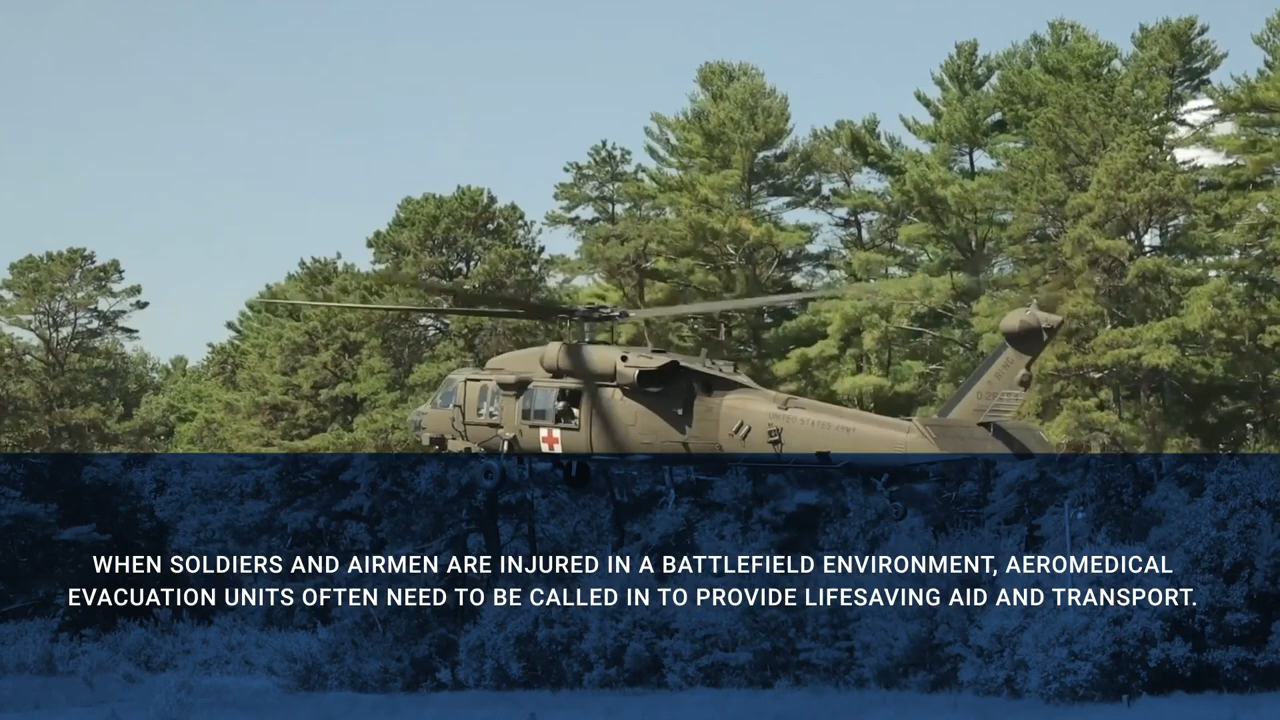 UNITED STATES ARMY
WHEN SOLDIERS AND AIRMEN ARE INJURED IN A BATTLEFIELD ENVIRONMENT, AEROMEDICAL
EVACUATION UNITS OFTEN NEED TO BE CALLED IN TO PROVIDE LIFESAVING AID AND TRANSPORT.